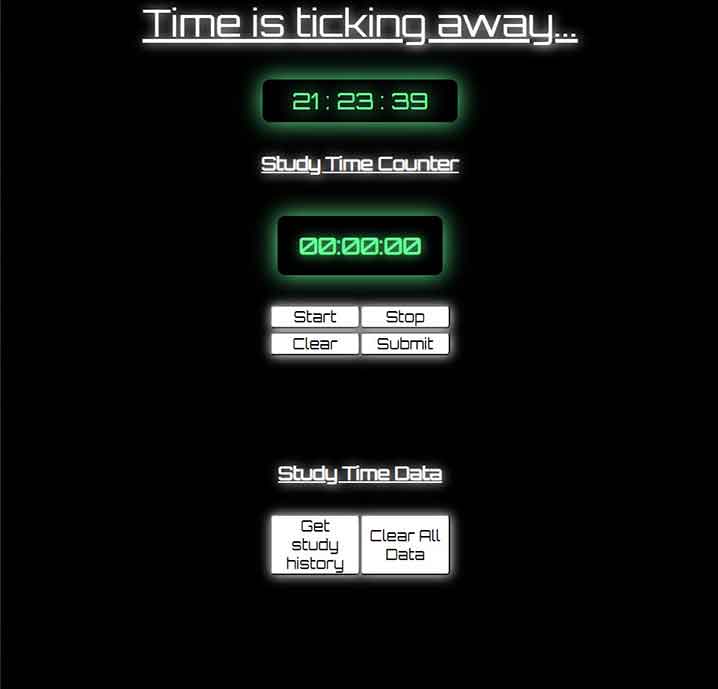 Time is ticking away...
21 : 23 : 39
Study Time Counter
00:00:00
Start Stop
Clear Submit
Study Time Data
Get
study
history
Clear All
Data